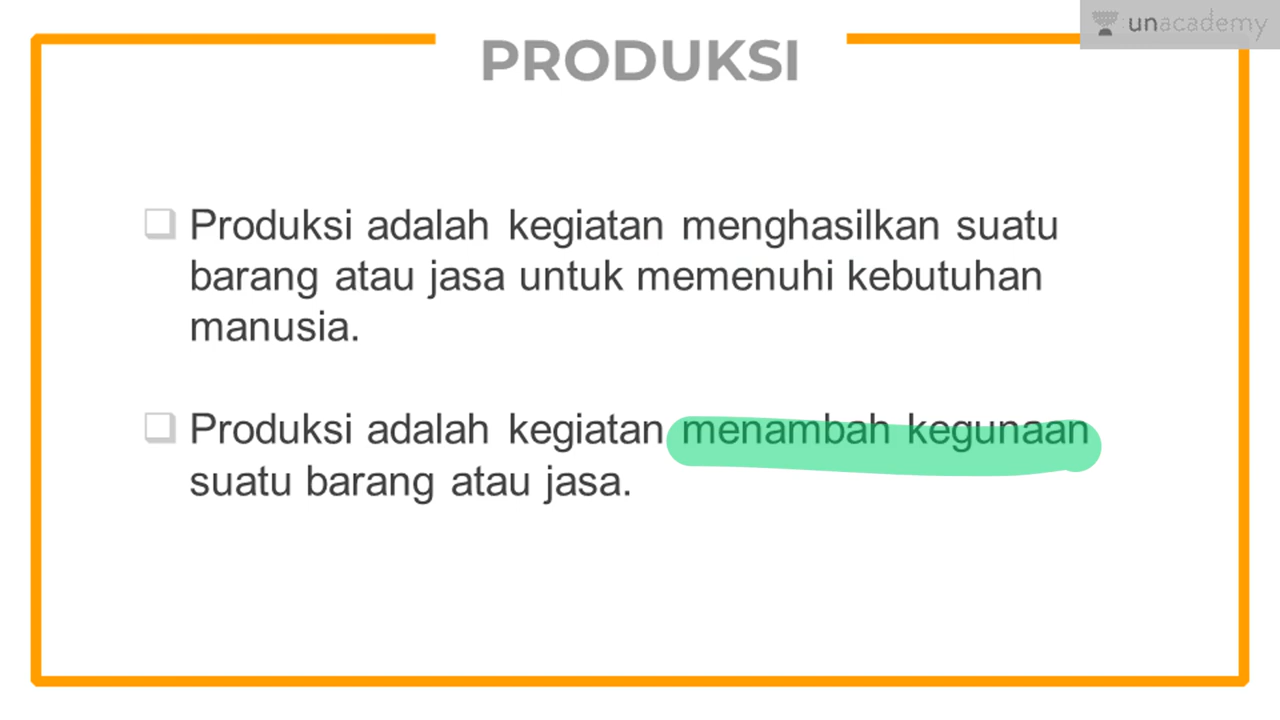 unacademy
PRODUKSI
Produksi adalah kegiatan menghasilkan suatu
barang atau jasa untuk memenuhi kebutuhan
manusia.
Produksi adalah kegiatan menambah kegunaan
suatu barang atau jasa.